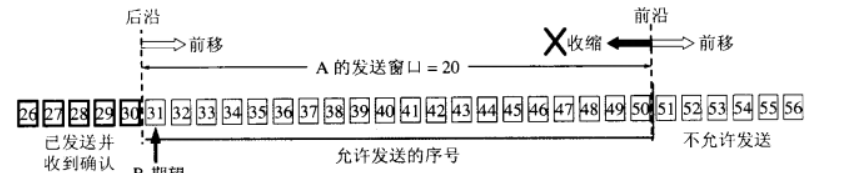 后沿
前沿
前移
收缩
前移
A 的发送窗口 = 20
26 27 28 29 30 31 32 33 34 35 36 37 38 39 40 41 42 43 44 45 46 47 48 49 50 51 52 53 54 55 56
已发送并
收到确认
允许发送的序号
不允许发送